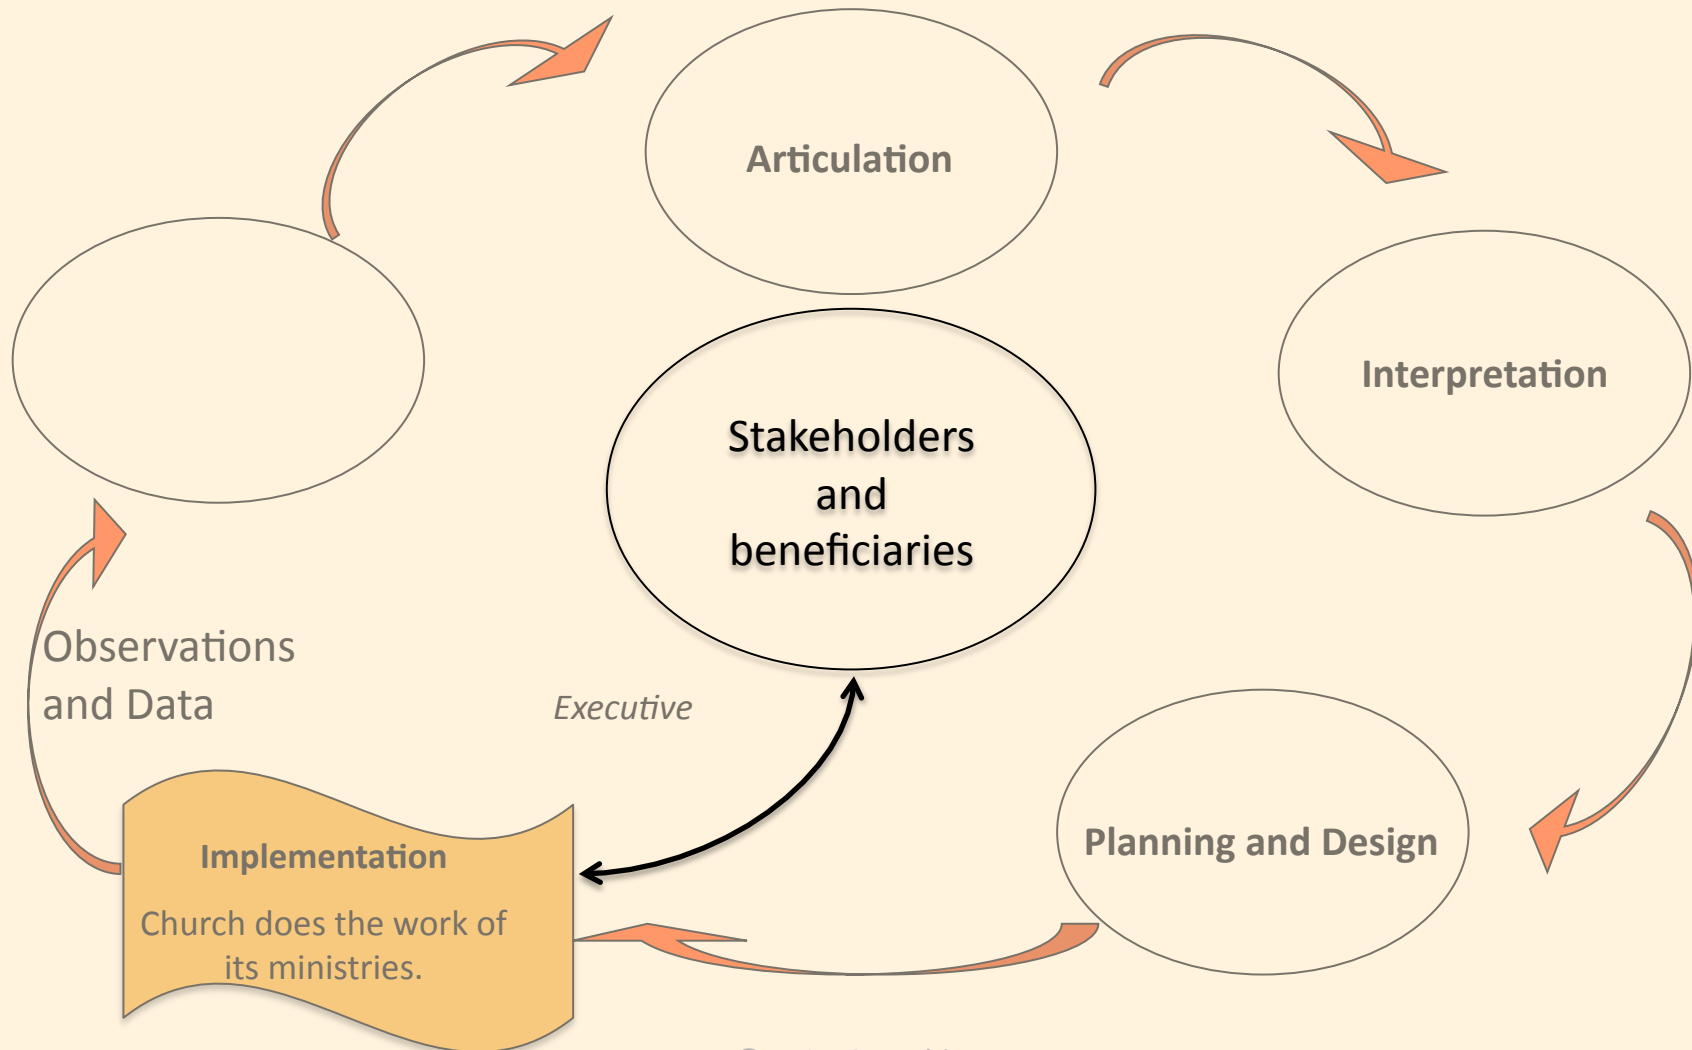 Articulation
Interpretation
Stakeholders
and
beneficiaries
Observations
and Data
Executive
Planning and Design
Implementation
Church does the work of
its ministries.